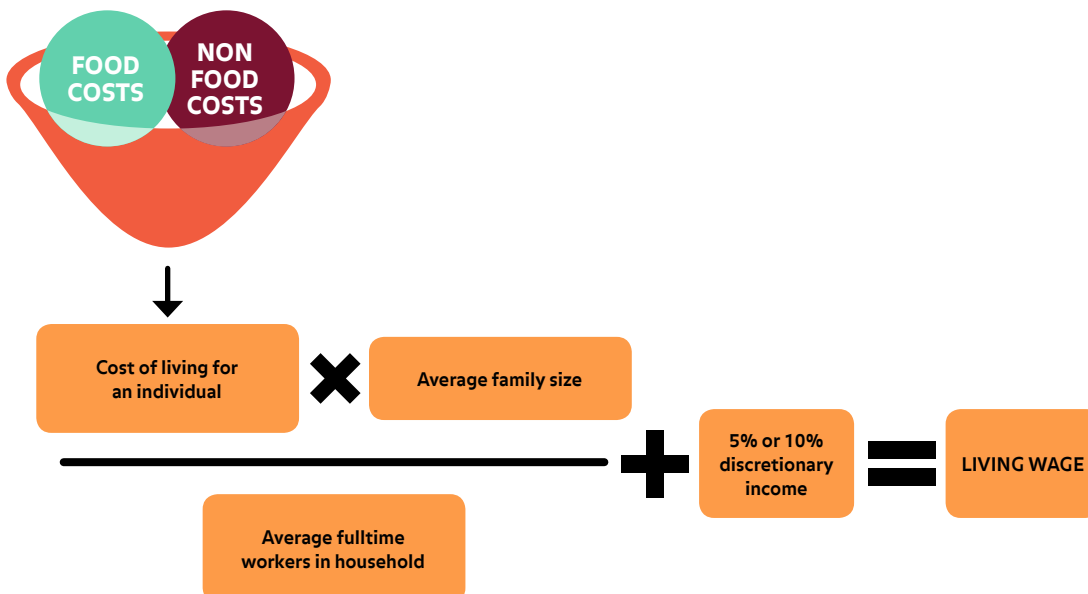 FOOD
COSTS
NON
FOOD
COSTS
Cost of living for
an individual
Average family size
5% or 10%
discretionary
income
LIVING WAGE
Average fulltime
workers in household